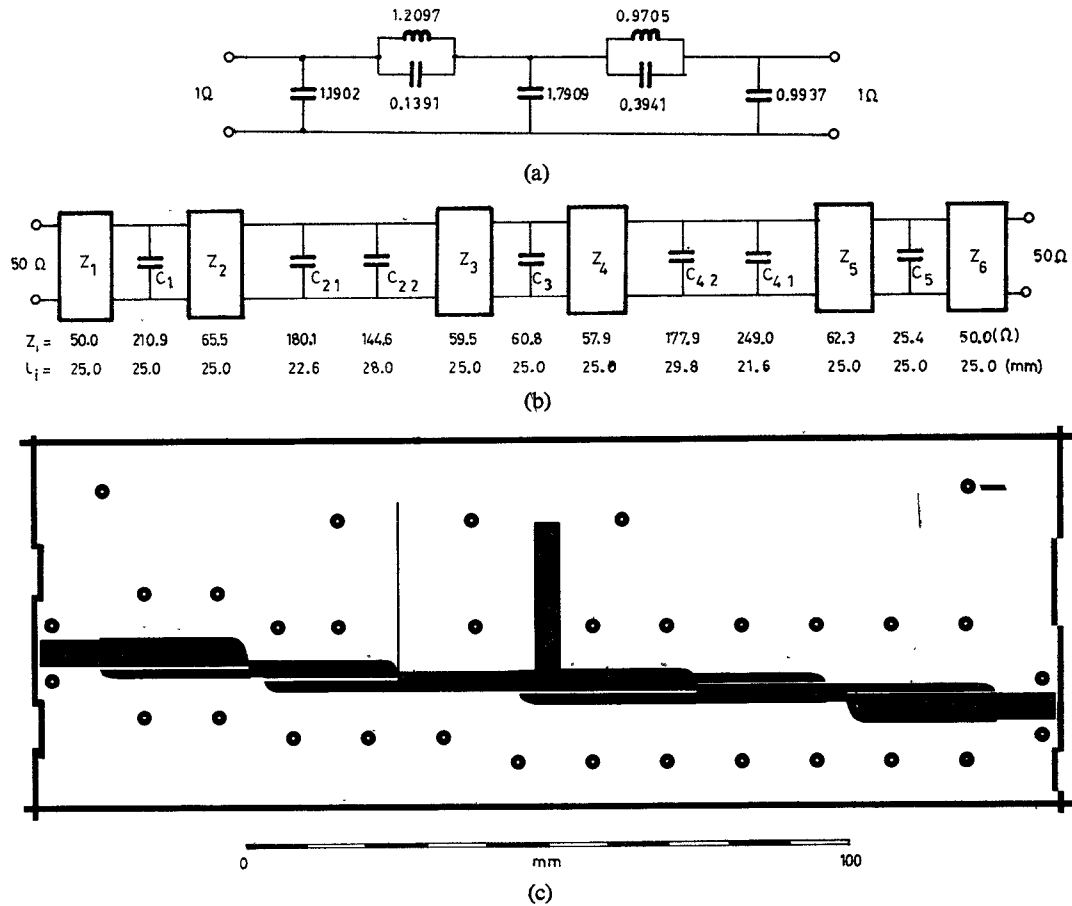 1.2097 0.9705
1Ω 1.1902 0.1391 1.7909 0.3941 0.9937 1Ω
(a)
50 Ω Z1 C1 Z2 C21 C22 Z3 C3 Z4 C42 C41 Z5 C5 Z6 50Ω
Zi = 50.0 210.9 65.5 180.1 144.6 59.5 60.8 57.9 177.9 249.0 62.3 25.4 50.0(Ω)
li = 25.0 25.0 25.0 22.6 28.0 25.0 25.0 25.0 29.8 21.6 25.0 25.0 25.0 (mm)
(b)
0 mm 100
(c)